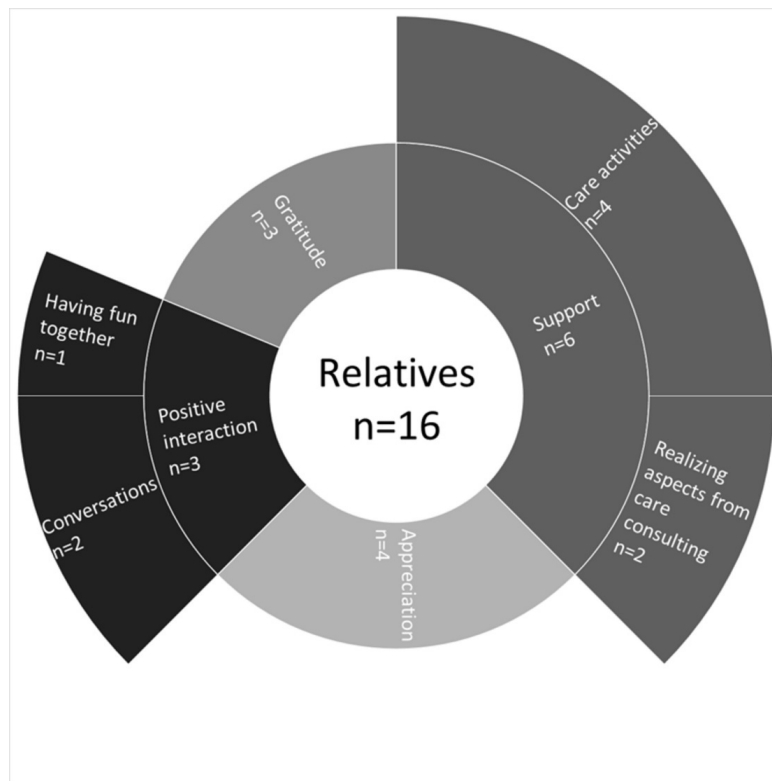 Relatives
n=16
Support
n=6
Care activities
n=4
Realizing
aspects from
care
consulting
n=2
Appreciation
n=4
Positive
interaction
n=3
Conversations
n=2
Having fun
together
n=1
Gratitude
n=3